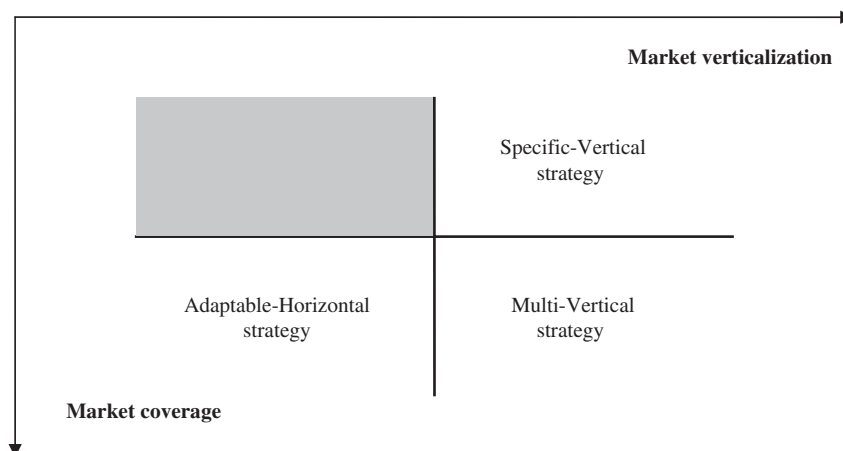 Market verticalization
Specific-Vertical
strategy
Adaptable-Horizontal
strategy
Multi-Vertical
strategy
Market coverage